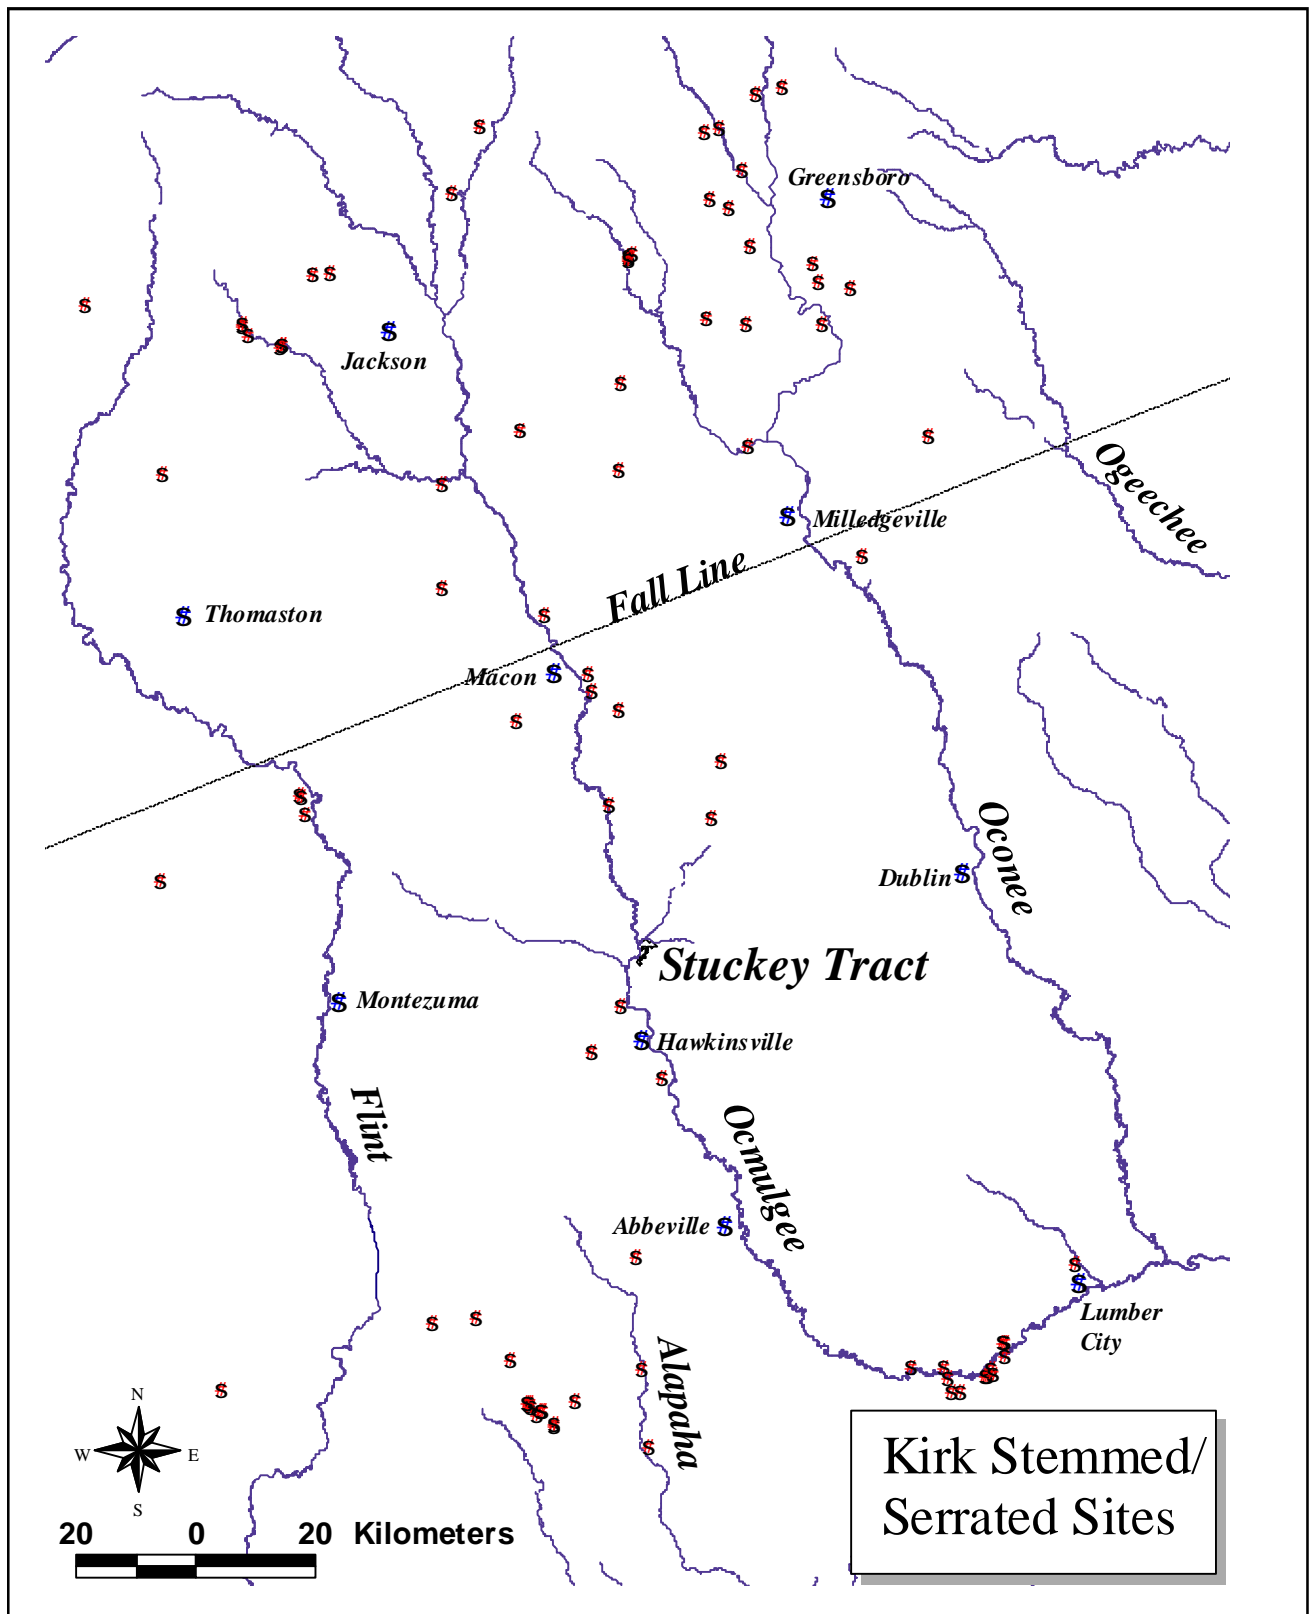 Greensboro
Jackson
Ogeechee
Milledgeville
Fall Line
Thomaston
Macon
Oconee
Dublin
Stuckey Tract
Montezuma
Hawkinsville
Flint
Ocmulgee
Abbeville
Lumber
City
Alapaha
N
W E
S
Kirk Stemmed/
Serrated Sites
20 0 20 Kilometers